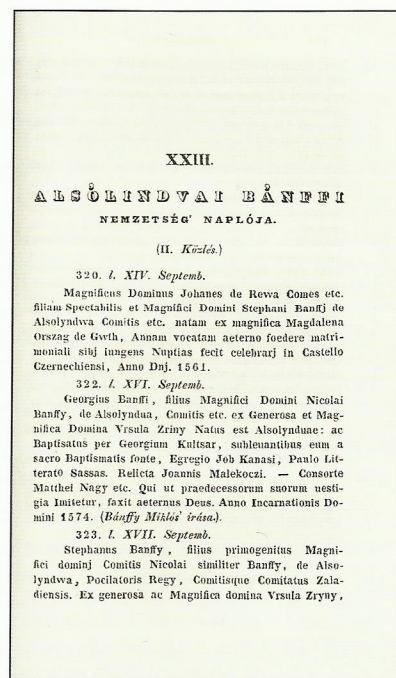 XXIII.
ALSÓLINDVAI BÁNFFI
NEMZETSÉG' NAPLÓJA.
(II. Közlés.)
320. l. XIV. Septemb.
Magnificus Dominus Johanes de Rewa Comes etc.
filiam Spectabilis et Magnifici Domini Stephani Banffj de
Alsolyndwa Comitis etc. natam ex magnifica Magdalena
Orszag de Gwth, Annam vocatam aeterno foedere matri-
moniali sibj iungens Nuptias fecit celebrarj in Castello
Czernechiensi, Anno Dnj. 1561.
322. l. XVI. Septemb.
Georgius Banffi, filius Magnifici Domini Nicolai
Banffy, de Alsolyndua, Comitis etc. ex Generosa et Mag-
nifica Domina Vrsula Zriny Natus est Alsolyndune: ac
Baptisatus per Georgium Kultsar, subleuantibus eum a
sacro Baptismatis fonte, Egregio Job Kanasi, Paulo Lit-
terato Sassas. Relicta Joannis Malekoczi. — Consorte
Matthei Nagy etc. Qui ut praedecessorum suorum uesti-
gia Imitetur, faxit aeternus Deus. Anno Incarnationis Do-
mini 1574. (Bánffy Miklós' írása.).
323. l. XVII. Septemb.
Stephanus Banffy, filius primogenitus Magni-
fici dominj Comitis Nicolai similiter Banffy, de Also-
lyndwa, Pocilatoris Regy, Comitisque Comitatus Zala-
diensis. Ex generosa ac Magnifica domina Vrsula Zryny,